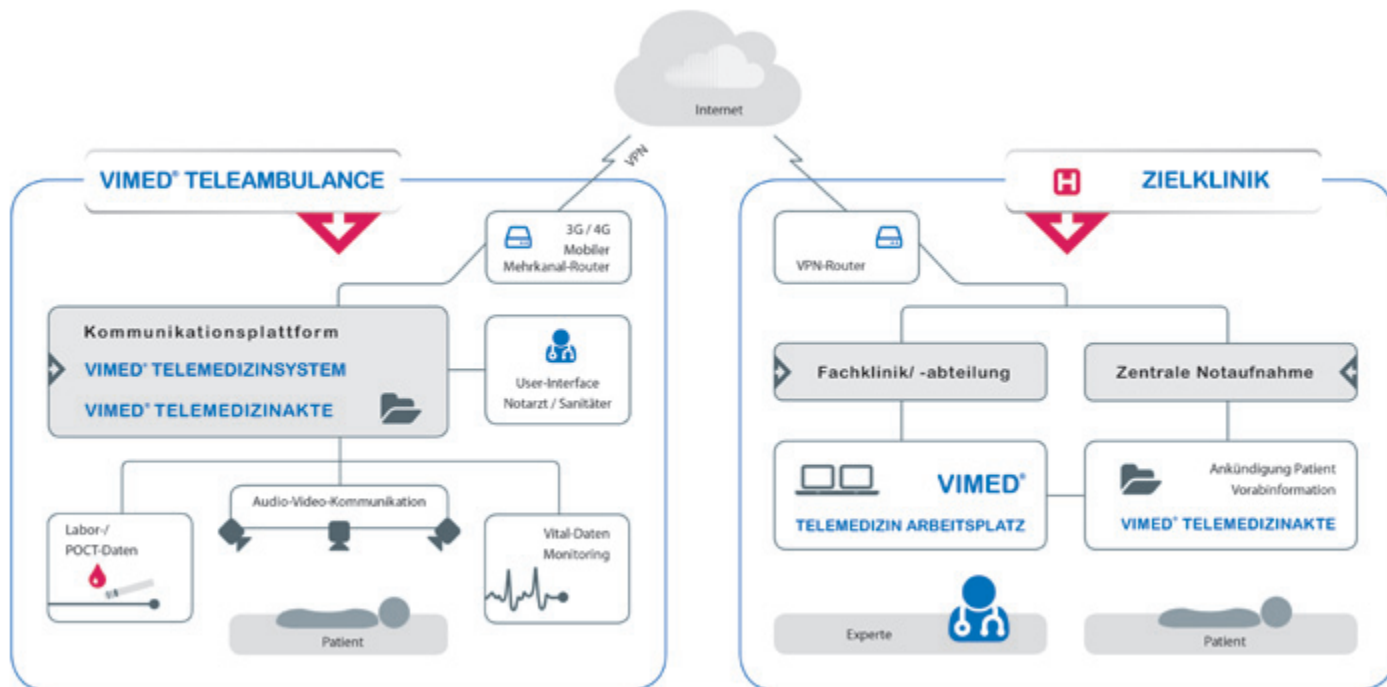 Internet
VPN
VIMED® TELEAMBULANCE
3G / 4G
Mobiler
Mehrkanal-Router
Kommunikationsplattform
VIMED® TELEMEDIZINSYSTEM
VIMED® TELEMEDIZINAKTE
User-Interface
Notarzt / Sanitäter
Labor-/
POCT-Daten
Audio-Video-Kommunikation
Vital-Daten
Monitoring
Patient
H ZIELKLINIK
VPN-Router
Fachklinik/ -abteilung
Zentrale Notaufnahme
VIMED®
TELEMEDIZIN ARBEITSPLATZ
Ankündigung Patient
Vorabinformation
VIMED® TELEMEDIZINAKTE
Experte
Patient